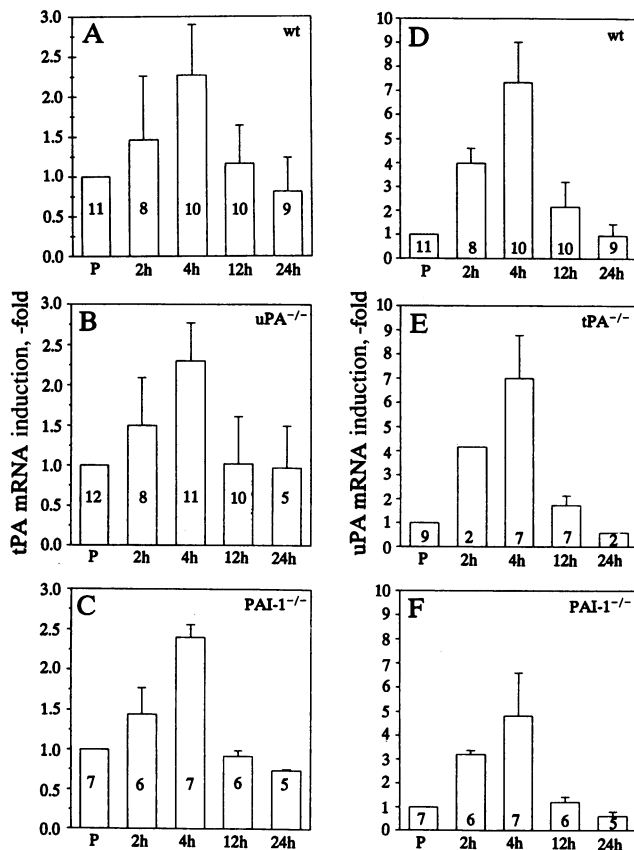 A
wt
3.0
2.5
2.0
1.5
1.0
0.5
0.0
11 8 10 10 9
P 2h 4h 12h 24h
B
uPA⁻/⁻
3.0
2.5
2.0
1.5
1.0
0.5
0.0
12 8 11 10 5
P 2h 4h 12h 24h
C
PAI-1⁻/⁻
3.0
2.5
2.0
1.5
1.0
0.5
0.0
7 6 7 6 5
P 2h 4h 12h 24h
tPA mRNA induction, -fold
D
wt
10
9
8
7
6
5
4
3
2
1
0
11 8 10 10 9
P 2h 4h 12h 24h
E
tPA⁻/⁻
10
9
8
7
6
5
4
3
2
1
0
9 2 7 7 2
P 2h 4h 12h 24h
F
PAI-1⁻/⁻
10
9
8
7
6
5
4
3
2
1
0
7 6 7 6 5
P 2h 4h 12h 24h
uPA mRNA induction, -fold